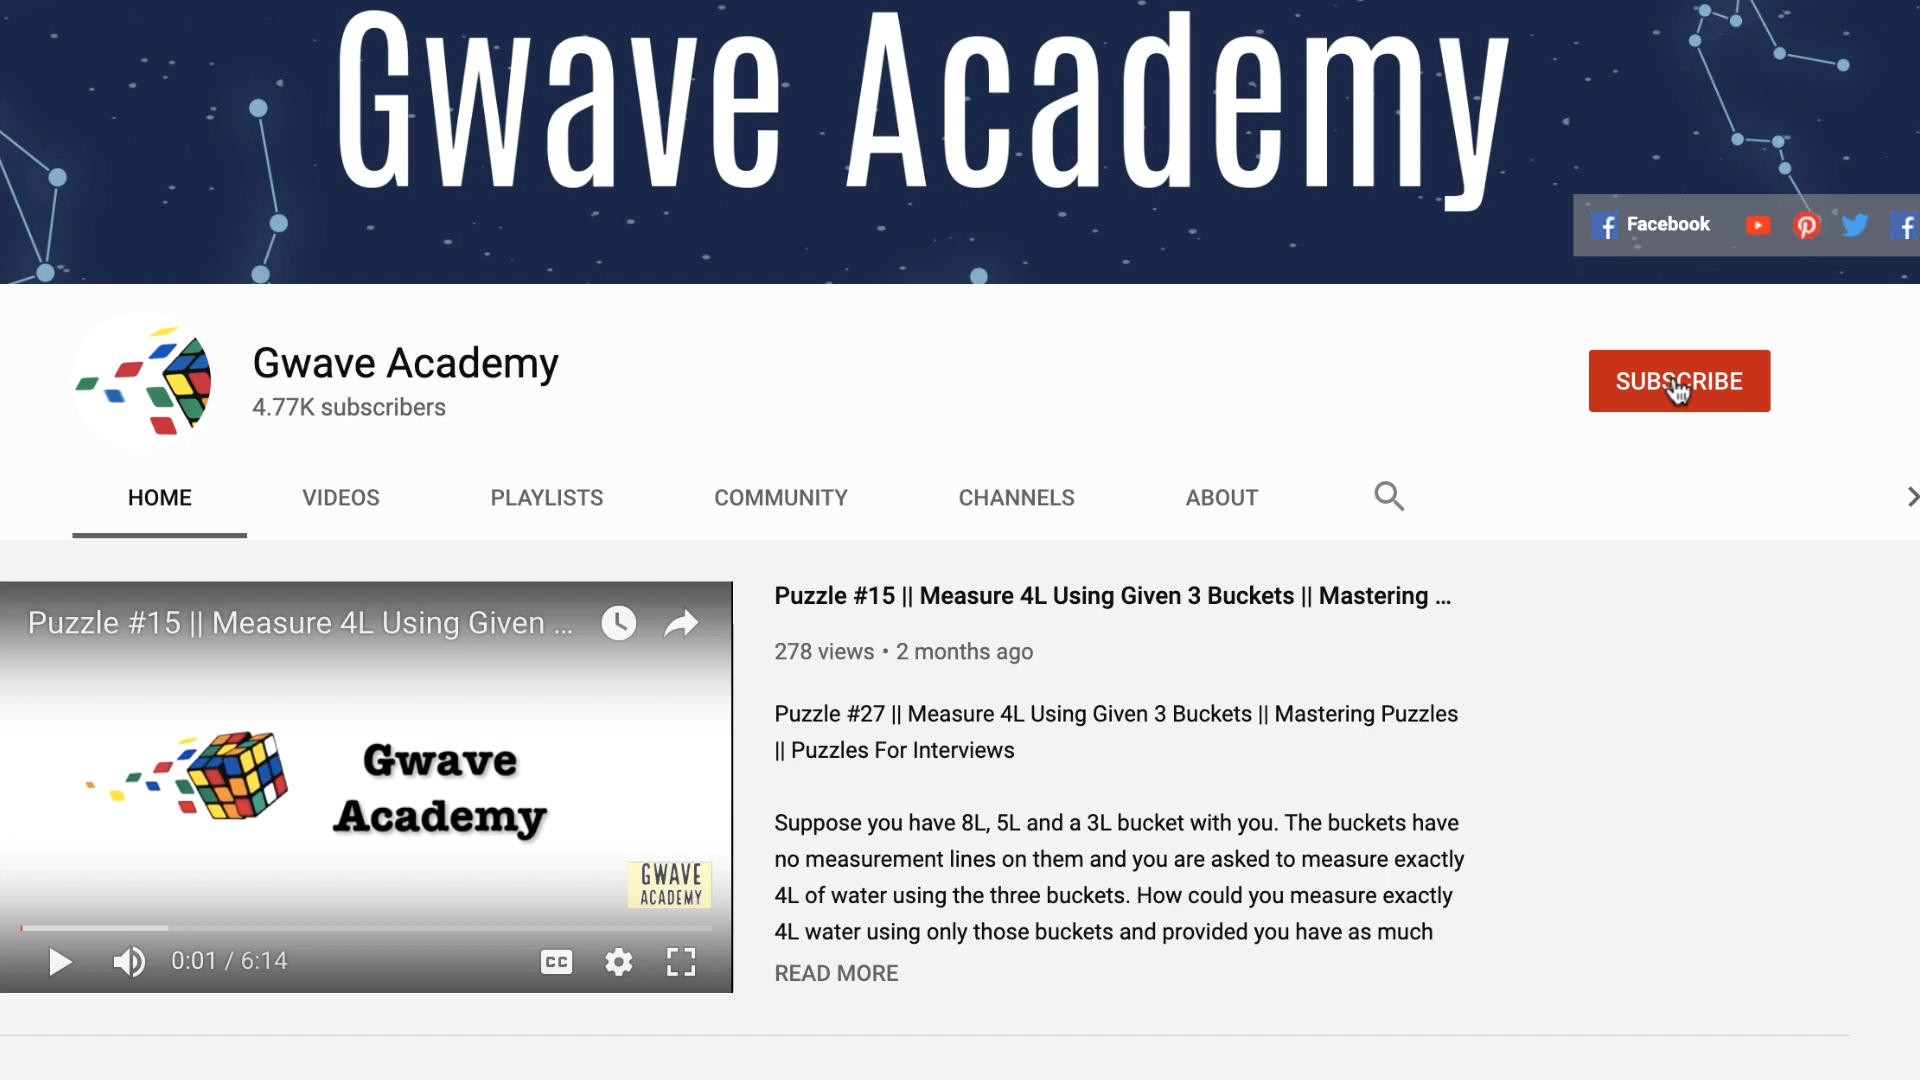 Gwave Academy
Facebook
Gwave Academy
4.77K subscribers
SUBSCRIBE
HOME VIDEOS PLAYLISTS COMMUNITY CHANNELS ABOUT
Puzzle #15 || Measure 4L Using Given ...
Gwave
Academy
GWAVE
ACADEMY
0:01 / 6:14
CC
Puzzle #15 || Measure 4L Using Given 3 Buckets || Mastering ...
278 views • 2 months ago
Puzzle #27 || Measure 4L Using Given 3 Buckets || Mastering Puzzles
|| Puzzles For Interviews
Suppose you have 8L, 5L and a 3L bucket with you. The buckets have
no measurement lines on them and you are asked to measure exactly
4L of water using the three buckets. How could you measure exactly
4L water using only those buckets and provided you have as much
READ MORE